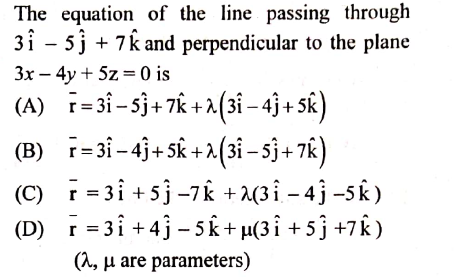 The equation of the line passing through
3î − 5ĵ + 7k̂ and perpendicular to the plane
3x − 4y + 5z = 0 is
(A) r̄ = 3î − 5ĵ + 7k̂ + λ(3î − 4ĵ + 5k̂)
(B) r̄ = 3î − 4ĵ + 5k̂ + λ(3î − 5ĵ + 7k̂)
(C) r̄ = 3î + 5ĵ − 7k̂ + λ(3î − 4ĵ − 5k̂)
(D) r̄ = 3î + 4ĵ − 5k̂ + μ(3î + 5ĵ + 7k̂)
(λ, μ are parameters)